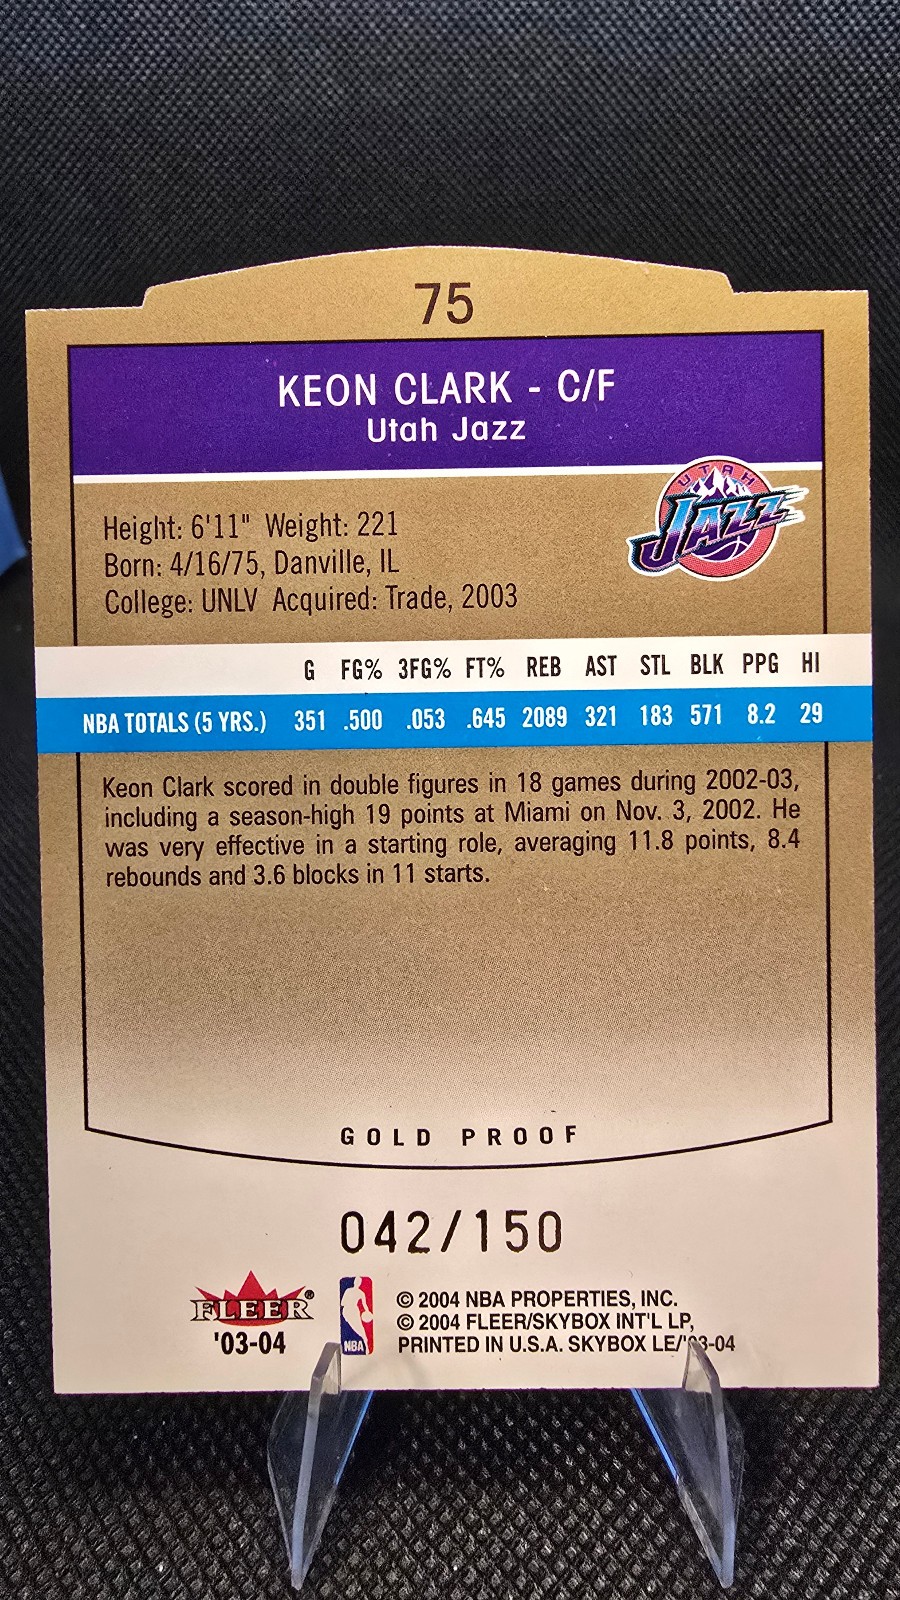 75
KEON CLARK - C/F
Utah Jazz
UTAH
JAZZ
Height: 6'11" Weight: 221
Born: 4/16/75, Danville, IL
College: UNLV Acquired: Trade, 2003
G FG% 3FG% FT% REB AST STL BLK PPG HI
NBA TOTALS (5 YRS.) 351 .500 .053 .645 2089 321 183 571 8.2 29
Keon Clark scored in double figures in 18 games during 2002-03,
including a season-high 19 points at Miami on Nov. 3, 2002. He
was very effective in a starting role, averaging 11.8 points, 8.4
rebounds and 3.6 blocks in 11 starts.
GOLD PROOF
042/150
FLEER®
'03-04
NBA
© 2004 NBA PROPERTIES, INC.
© 2004 FLEER/SKYBOX INT'L LP,
PRINTED IN U.S.A. SKYBOX LE/'03-04